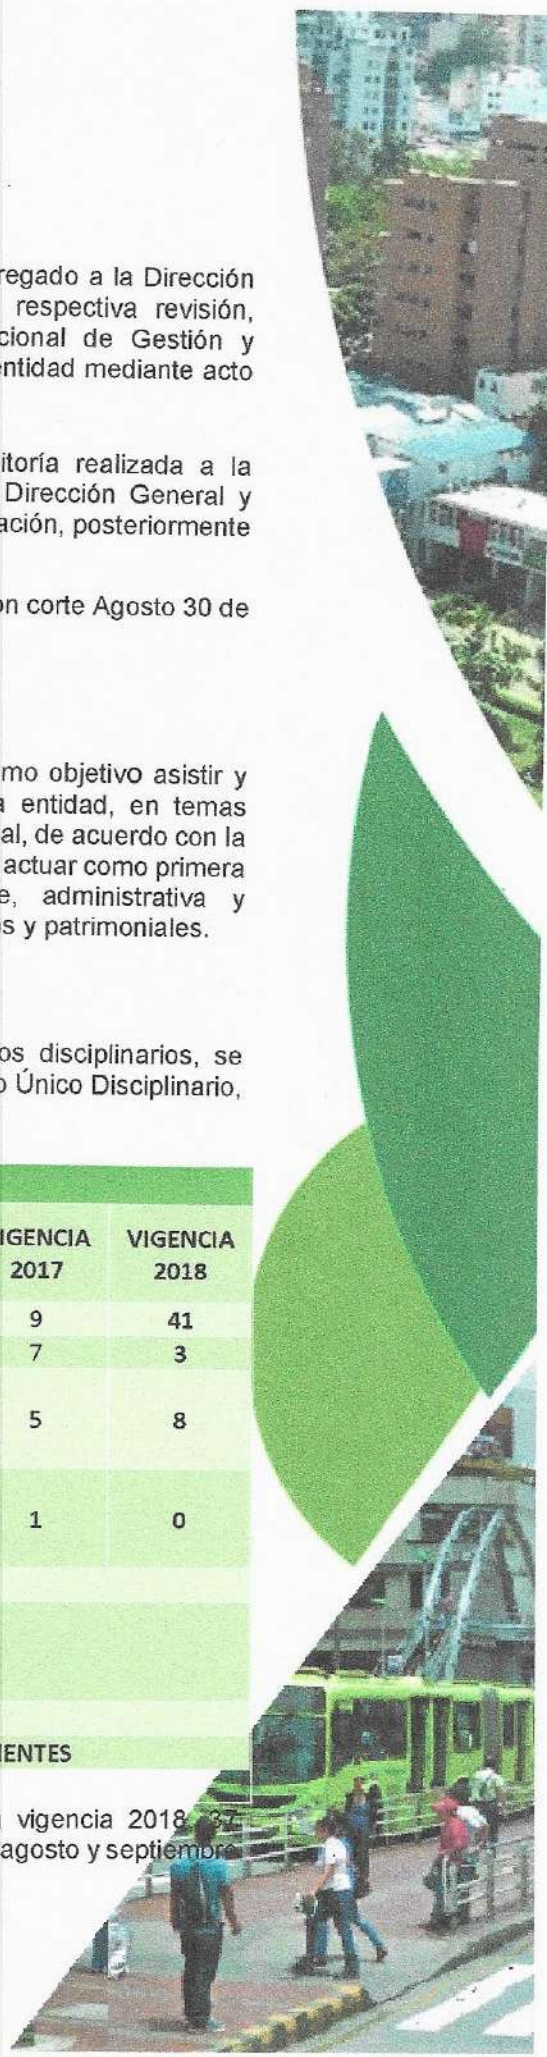 regado a la Dirección
respectiva revisión,
cional de Gestión y
entidad mediante acto
itoría realizada a la
Dirección General y
ación, posteriormente
on corte Agosto 30 de
mo objetivo asistir y
a entidad, en temas
al, de acuerdo con la
actuar como primera
e, administrativa y
s y patrimoniales.
os disciplinarios, se
o Único Disciplinario,
IGENCIA VIGENCIA
2017 2018
9 41
7 3
5 8
1 0
IENTES
vigencia 2018 37
agosto y septiembre